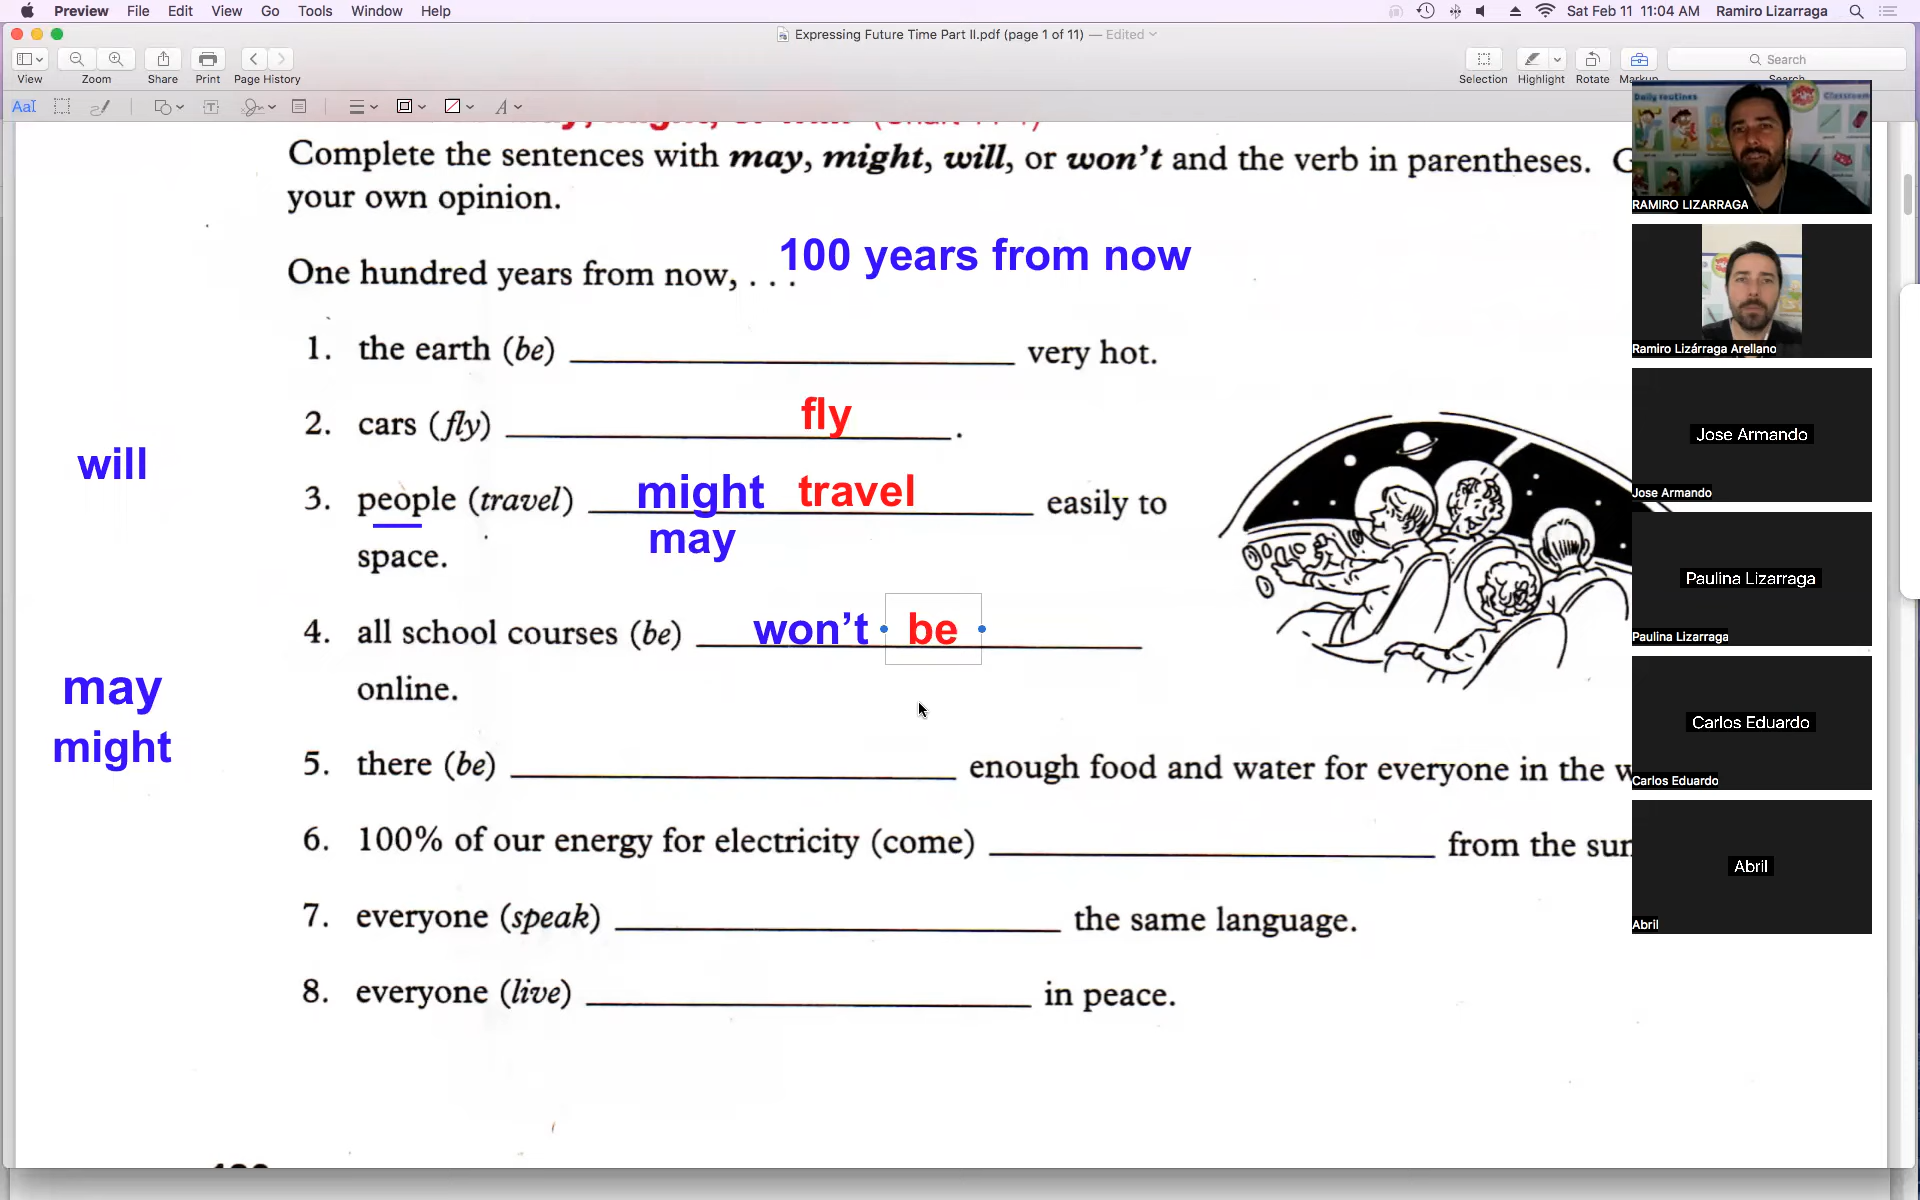 Preview File Edit View Go Tools Window Help Sat Feb 11 11:04 AM Ramiro Lizarraga
Expressing Future Time Part II.pdf (page 1 of 11) — Edited
View Zoom Share Print Page History Selection Highlight Rotate Markup Search
Search
AaI T A
Complete the sentences with may, might, will, or won't and the verb in parentheses. G
your own opinion.
100 years from now
One hundred years from now, . . .
1. the earth (be) very hot.
fly
2. cars (fly) .
will
might travel
3. people (travel) easily to
may
space.
won't be
4. all school courses (be)
online.
may
might
5. there (be) enough food and water for everyone in the w
6. 100% of our energy for electricity (come) from the sun
7. everyone (speak) the same language.
8. everyone (live) in peace.
Daily routines
RAMIRO LIZARRAGA
Ramiro Lizárraga Arellano
Jose Armando
Jose Armando
Paulina Lizarraga
Paulina Lizarraga
Carlos Eduardo
Carlos Eduardo
Abril
Abril